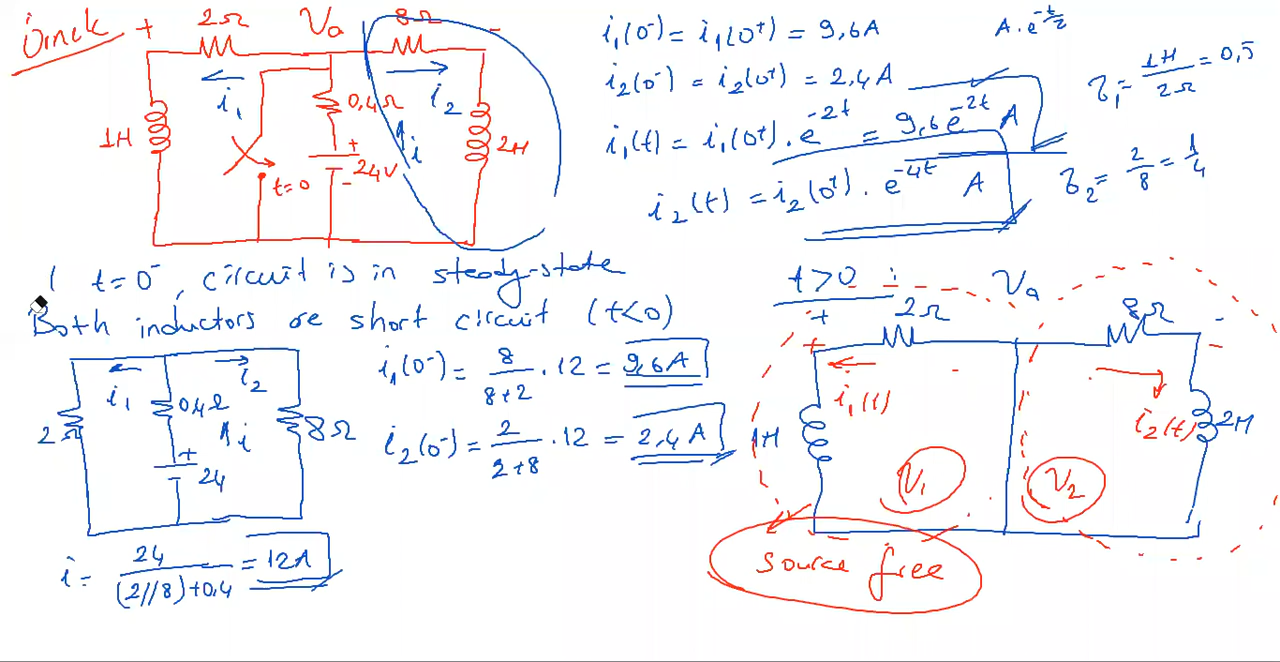 Örnek
+ 2Ω Va 8Ω -
i₁ i₂
0,4Ω
1H i 2H
+
24V
-
t=0
i₁(0⁻) = i₁(0⁺) = 9,6A
i₂(0⁻) = i₂(0⁺) = 2,4A
i₁(t) = i₁(0⁺) . e^-2t = 9,6e^-2t A
i₂(t) = i₂(0⁺) . e^-4t A
A.e^-t/τ
τ₁ = 1H/2Ω = 0,5
τ₂ = 2/8 = 1/4
t=0⁻, circuit is in steady-state
Both inductors are short circuit (t<0)
i₁ i₂
2Ω 0,4Ω i 8Ω
+
24
i = 24/((2//8)+0,4) = 12A
i₁(0⁻) = 8/(8+2) . 12 = 9,6A
i₂(0⁻) = 2/(2+8) . 12 = 2,4A
t>0
+ 2Ω Va 8Ω -
+ -
i₁(t) i₂(t)
1H 2H
V₁ V₂
source free